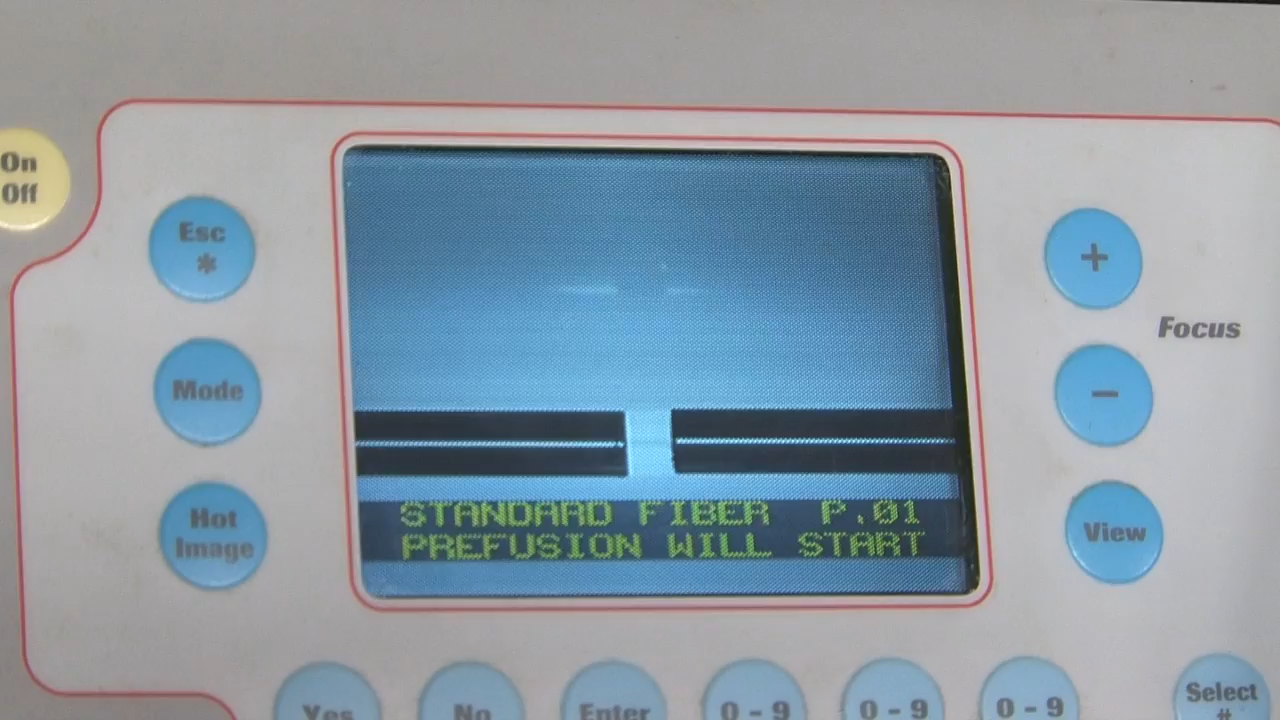 On
Off
Esc
*
Mode
Hot
Image
+
Focus
-
View
STANDARD FIBER P.01
PREFUSION WILL START
Yes
No
Enter
0 - 9
0 - 9
0 - 9
Select
#